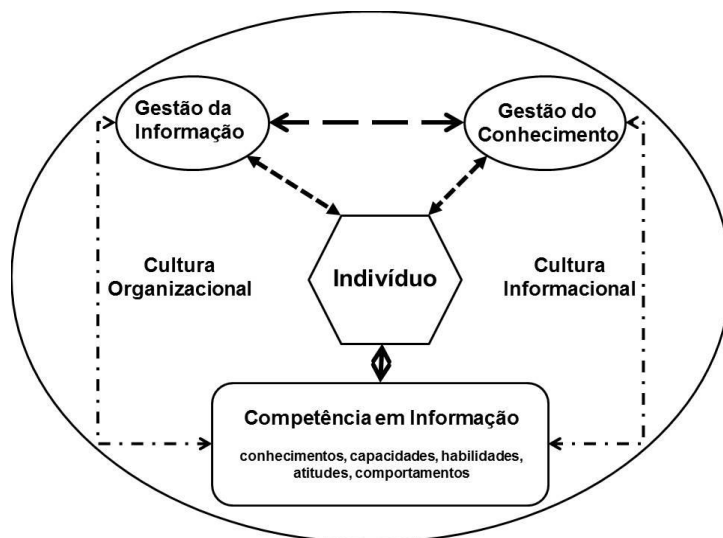 Gestão da
Informação
Gestão do
Conhecimento
Cultura
Organizacional
Indivíduo
Cultura
Informacional
Competência em Informação
conhecimentos, capacidades, habilidades,
atitudes, comportamentos